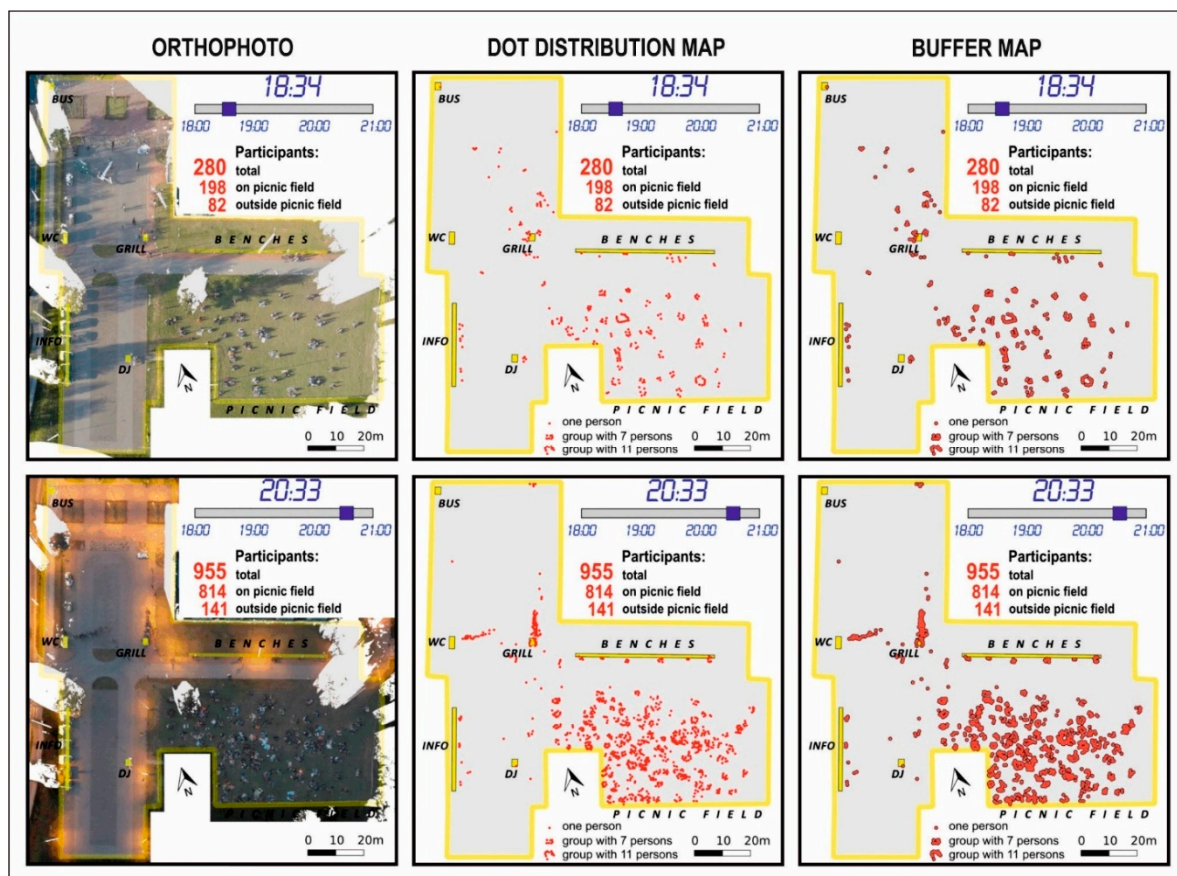 ORTHOPHOTO
DOT DISTRIBUTION MAP
BUFFER MAP
BUS
18:34
18:00 19:00 20:00 21:00
Participants:
280 total
198 on picnic field
82 outside picnic field
WC
GRILL
BENCHES
INFO
DJ
N
PICNIC FIELD
0 10 20m
BUS
18:34
18:00 19:00 20:00 21:00
Participants:
280 total
198 on picnic field
82 outside picnic field
WC
GRILL
BENCHES
INFO
DJ
N
PICNIC FIELD
one person
group with 7 persons
group with 11 persons
0 10 20m
BUS
18:34
18:00 19:00 20:00 21:00
Participants:
280 total
198 on picnic field
82 outside picnic field
WC
GRILL
BENCHES
INFO
DJ
N
PICNIC FIELD
one person
group with 7 persons
group with 11 persons
0 10 20m
BUS
20:33
18:00 19:00 20:00 21:00
Participants:
955 total
814 on picnic field
141 outside picnic field
WC
GRILL
BENCHES
INFO
DJ
N
PICNIC FIELD
0 10 20m
BUS
20:33
18:00 19:00 20:00 21:00
Participants:
955 total
814 on picnic field
141 outside picnic field
WC
GRILL
BENCHES
INFO
DJ
N
PICNIC FIELD
one person
group with 7 persons
group with 11 persons
0 10 20m
BUS
20:33
18:00 19:00 20:00 21:00
Participants:
955 total
814 on picnic field
141 outside picnic field
WC
GRILL
BENCHES
INFO
DJ
N
PICNIC FIELD
one person
group with 7 persons
group with 11 persons
0 10 20m